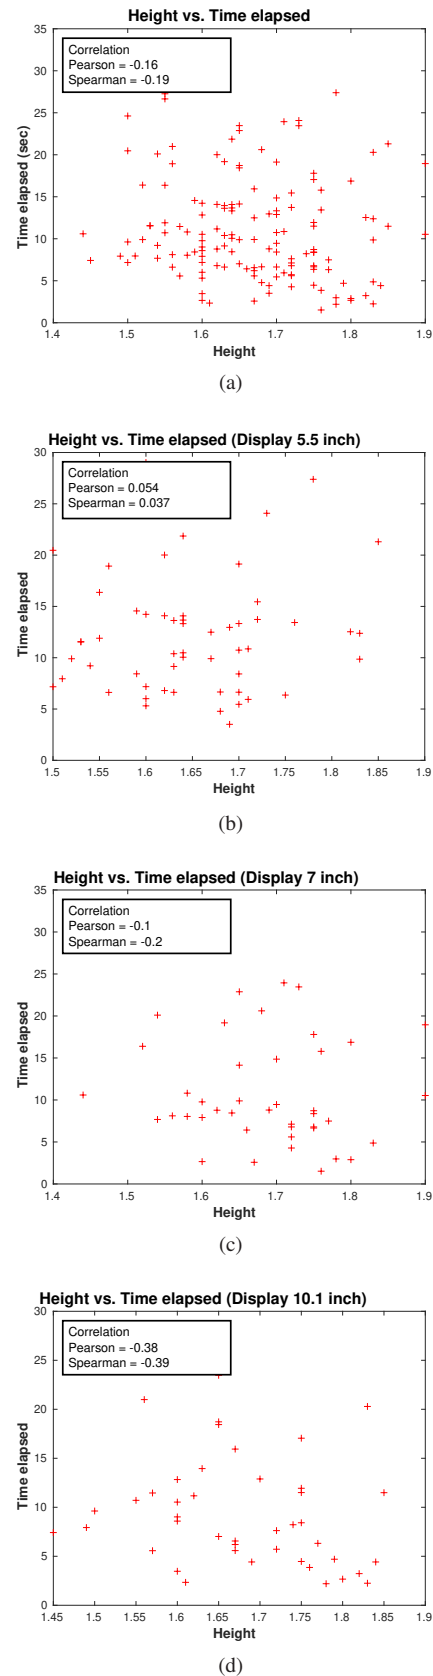 Height vs. Time elapsed
Correlation
Pearson = -0.16
Spearman = -0.19
35
30
25
20
15
10
5
0
Time elapsed (sec)
1.4 1.5 1.6 1.7 1.8 1.9
Height
(a)
Height vs. Time elapsed (Display 5.5 inch)
Correlation
Pearson = 0.054
Spearman = 0.037
30
25
20
15
10
5
0
Time elapsed
1.5 1.55 1.6 1.65 1.7 1.75 1.8 1.85 1.9
Height
(b)
Height vs. Time elapsed (Display 7 inch)
Correlation
Pearson = -0.1
Spearman = -0.2
35
30
25
20
15
10
5
0
Time elapsed
1.4 1.5 1.6 1.7 1.8 1.9
Height
(c)
Height vs. Time elapsed (Display 10.1 inch)
Correlation
Pearson = -0.38
Spearman = -0.39
30
25
20
15
10
5
0
Time elapsed
1.45 1.5 1.55 1.6 1.65 1.7 1.75 1.8 1.85 1.9
Height
(d)